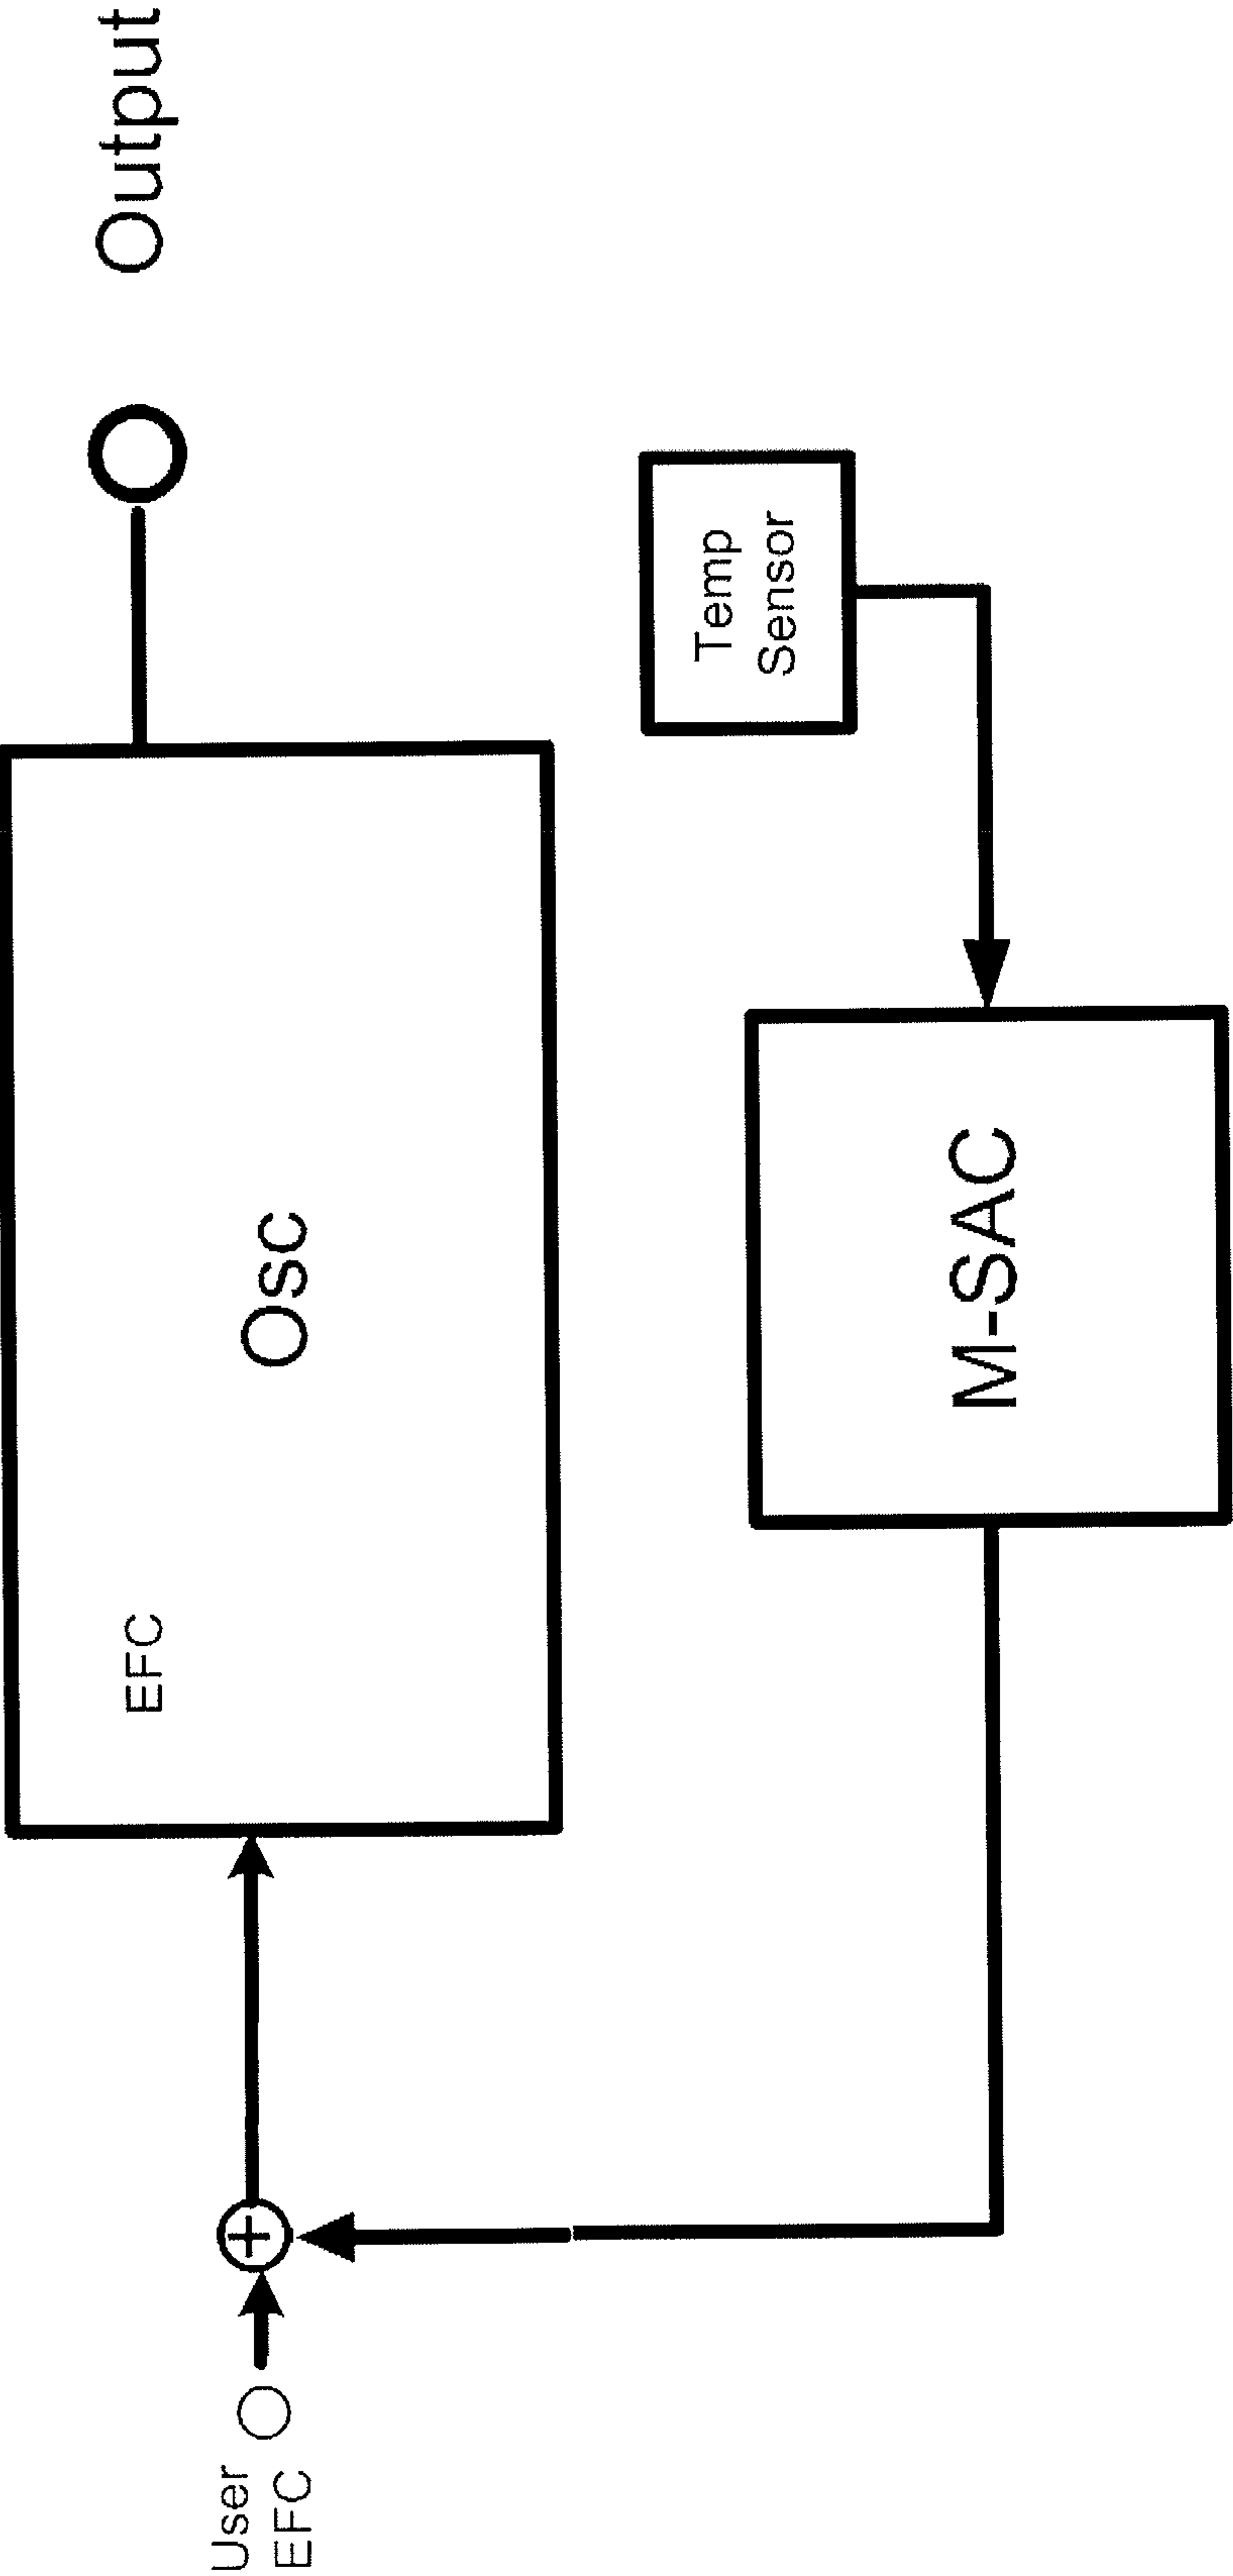 Output
Osc
EFC
Temp
Sensor
M-SAC
+
User
EFC